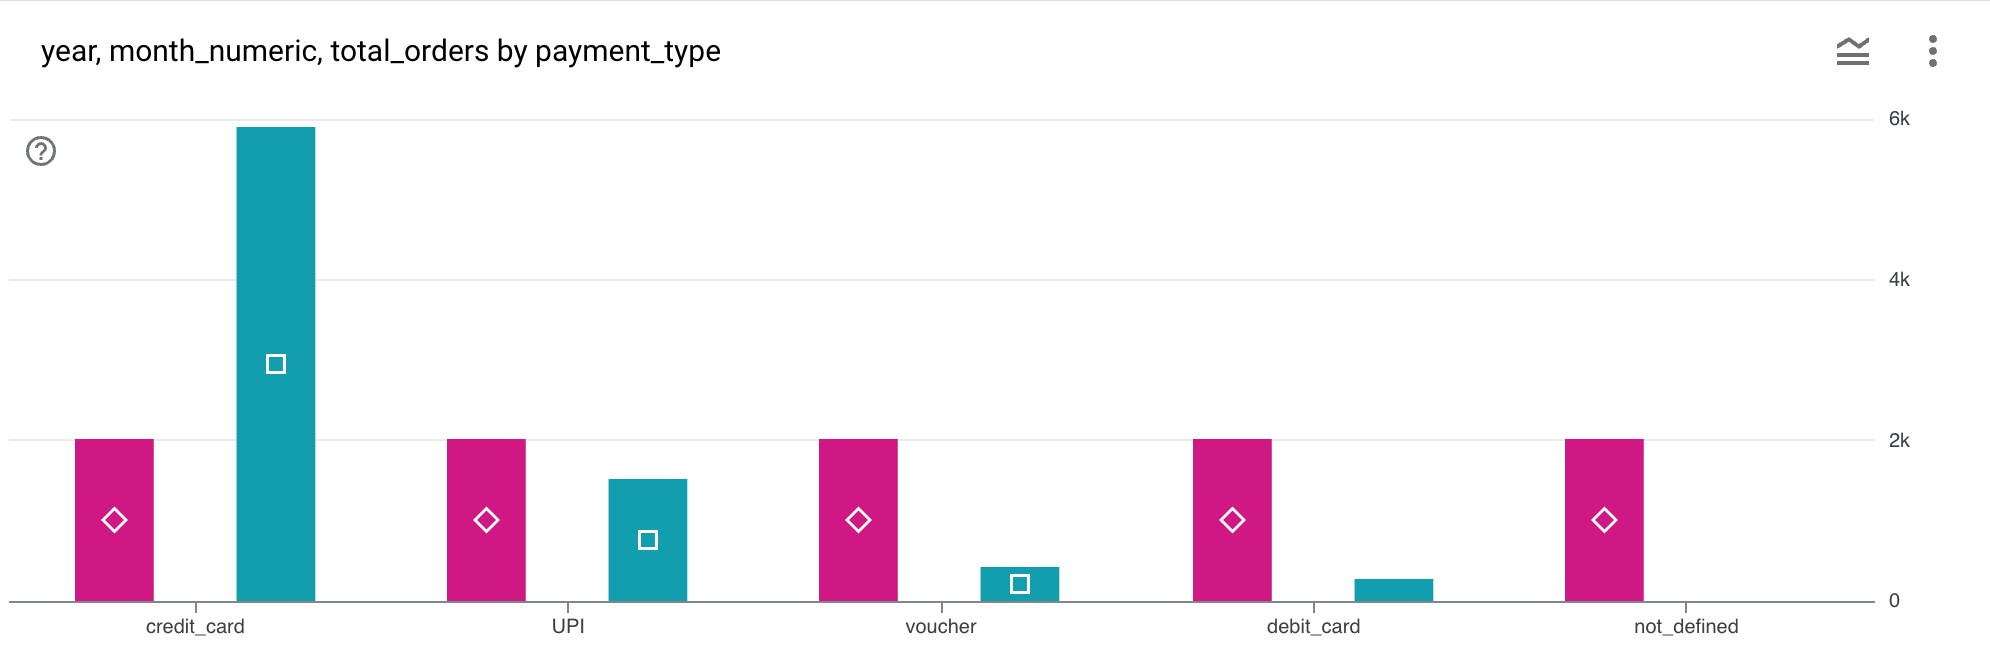 year, month_numeric, total_orders by payment_type
?
6k
4k
2k
0
credit_card UPI voucher debit_card not_defined